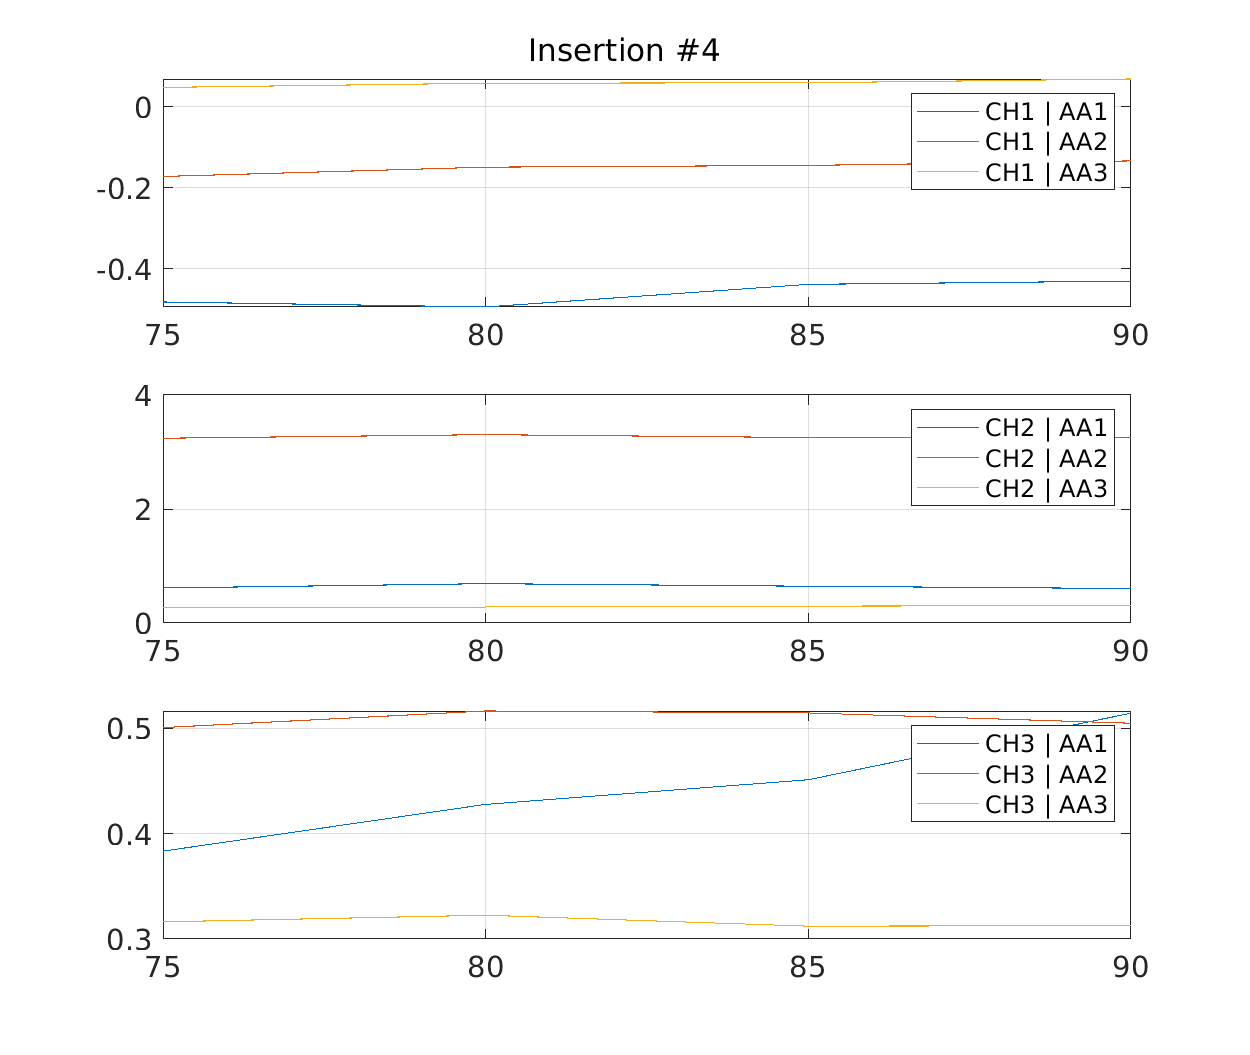 Insertion #4
0
-0.2
-0.4
75 80 85 90
CH1 | AA1
CH1 | AA2
CH1 | AA3
4
2
0
75 80 85 90
CH2 | AA1
CH2 | AA2
CH2 | AA3
0.5
0.4
0.3
75 80 85 90
CH3 | AA1
CH3 | AA2
CH3 | AA3